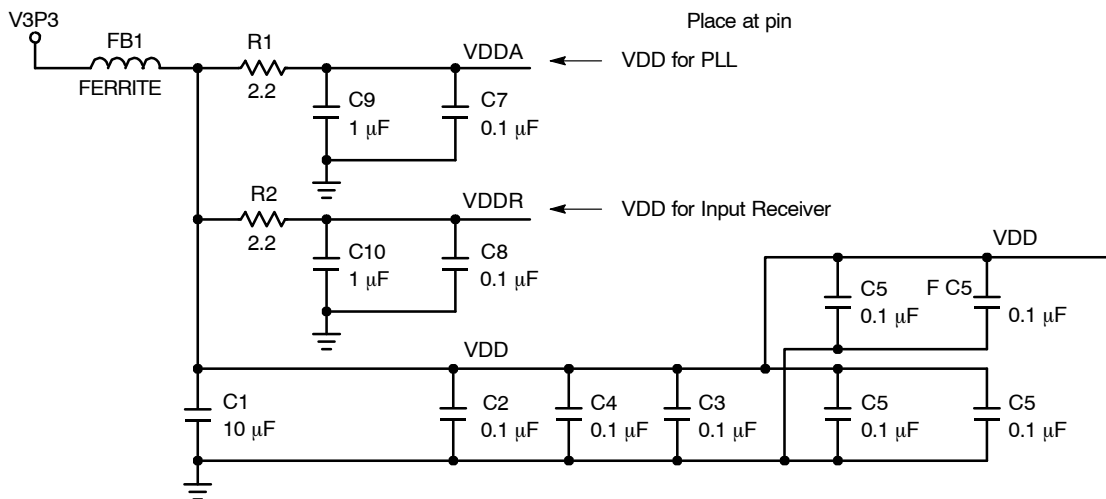 V3P3
FB1
FERRITE
R1
2.2
VDDA
Place at pin
VDD for PLL
C9
1 μF
C7
0.1 μF
R2
2.2
VDDR
VDD for Input Receiver
C10
1 μF
C8
0.1 μF
VDD
C5
0.1 μF
F C5
0.1 μF
VDD
C1
10 μF
C2
0.1 μF
C4
0.1 μF
C3
0.1 μF
C5
0.1 μF
C5
0.1 μF